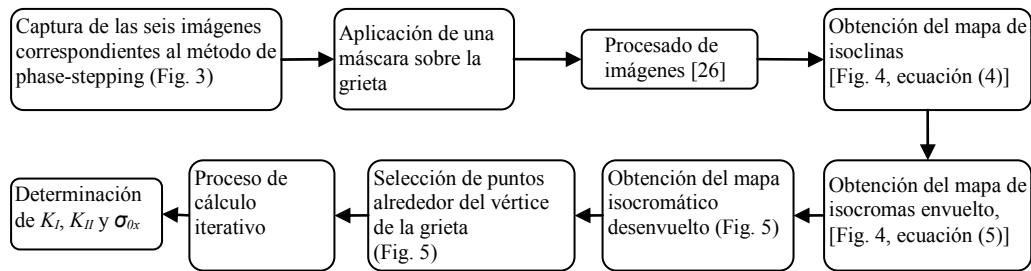 Captura de las seis imágenes
correspondientes al método de
phase-stepping (Fig. 3)
Aplicación de una
máscara sobre la
grieta
Procesado de
imágenes [26]
Obtención del mapa de
isoclinas
[Fig. 4, ecuación (4)]
Obtención del mapa de
isocromas envuelto,
[Fig. 4, ecuación (5)]
Obtención del mapa
isocromático
desenvuelto (Fig. 5)
Selección de puntos
alrededor del vértice
de la grieta
(Fig. 5)
Proceso de
cálculo
iterativo
Determinación
de K_I, K_II y σ_0x